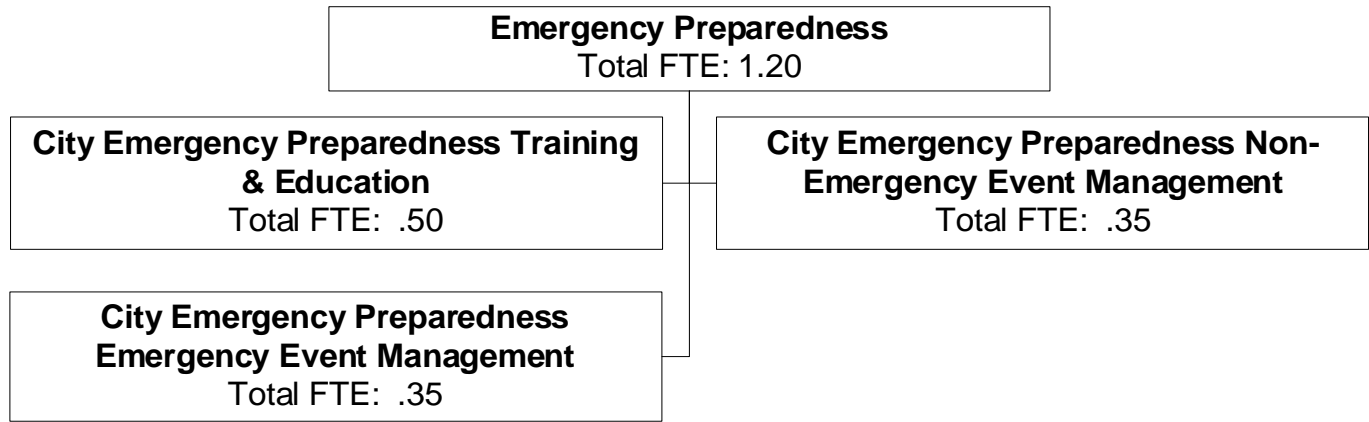 Emergency Preparedness
Total FTE: 1.20
City Emergency Preparedness Training
& Education
Total FTE: .50
City Emergency Preparedness Non-
Emergency Event Management
Total FTE: .35
City Emergency Preparedness
Emergency Event Management
Total FTE: .35